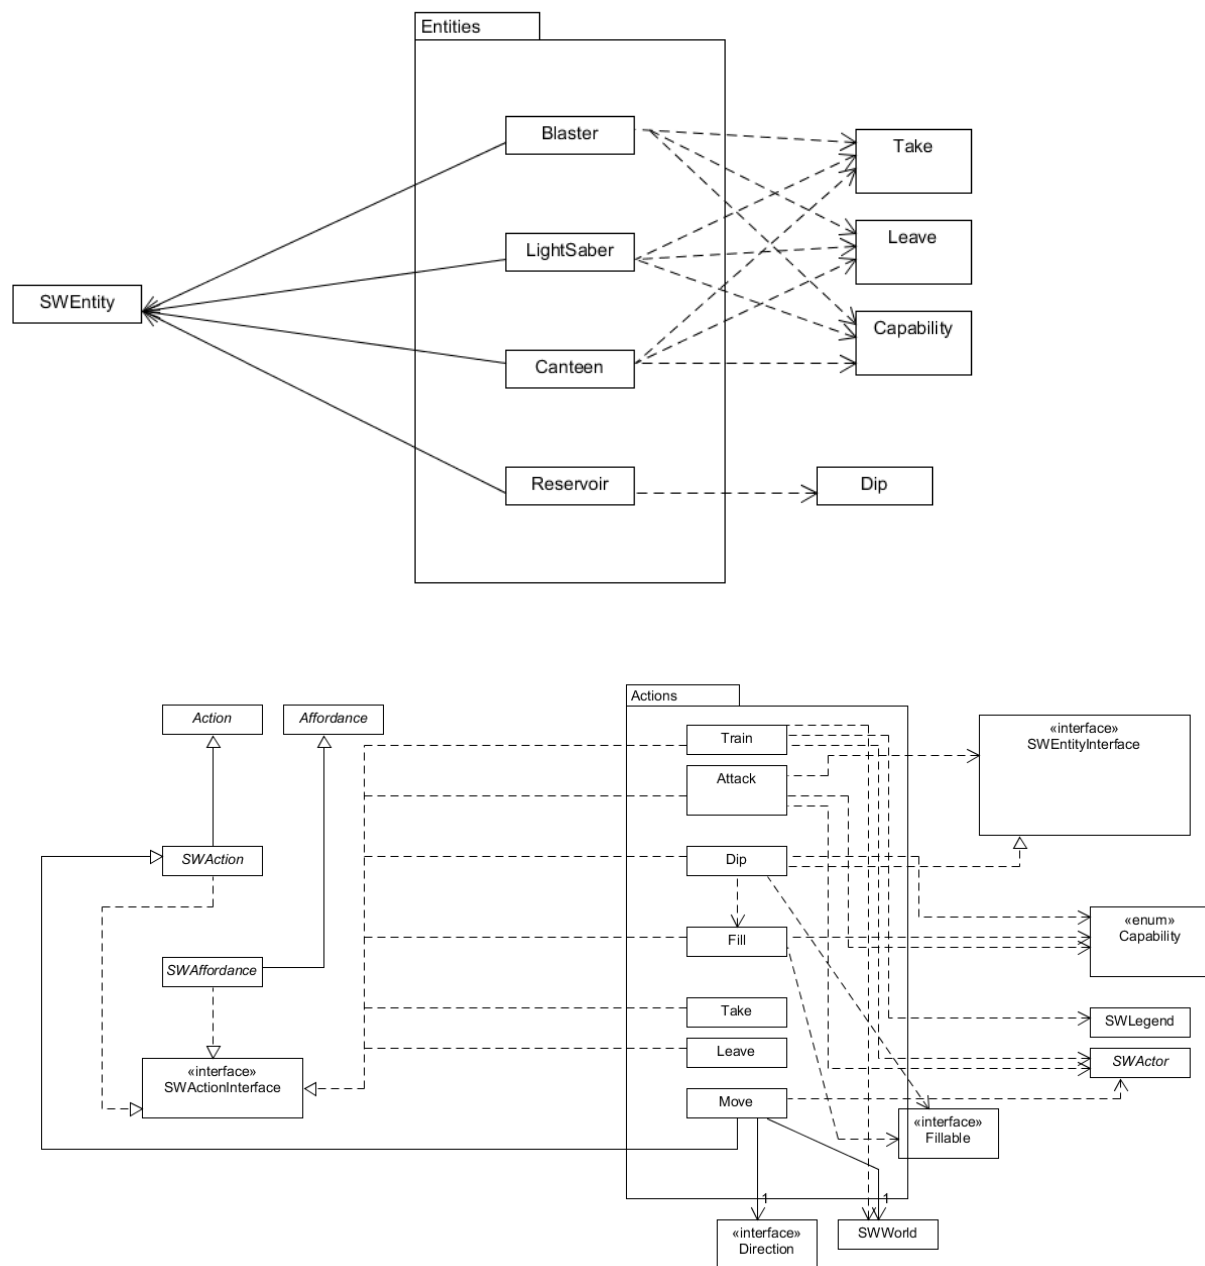 Entities
Blaster
Take
Leave
LightSaber
SWEntity
Capability
Canteen
Reservoir
Dip
Actions
Action
Affordance
Train
«interface»
SWEntityInterface
Attack
SWAction
Dip
«enum»
Capability
Fill
SWAffordance
Take
SWLegend
Leave
«interface»
SWActionInterface
SWActor
Move
«interface»
Fillable
1
1
«interface»
Direction
SWWorld